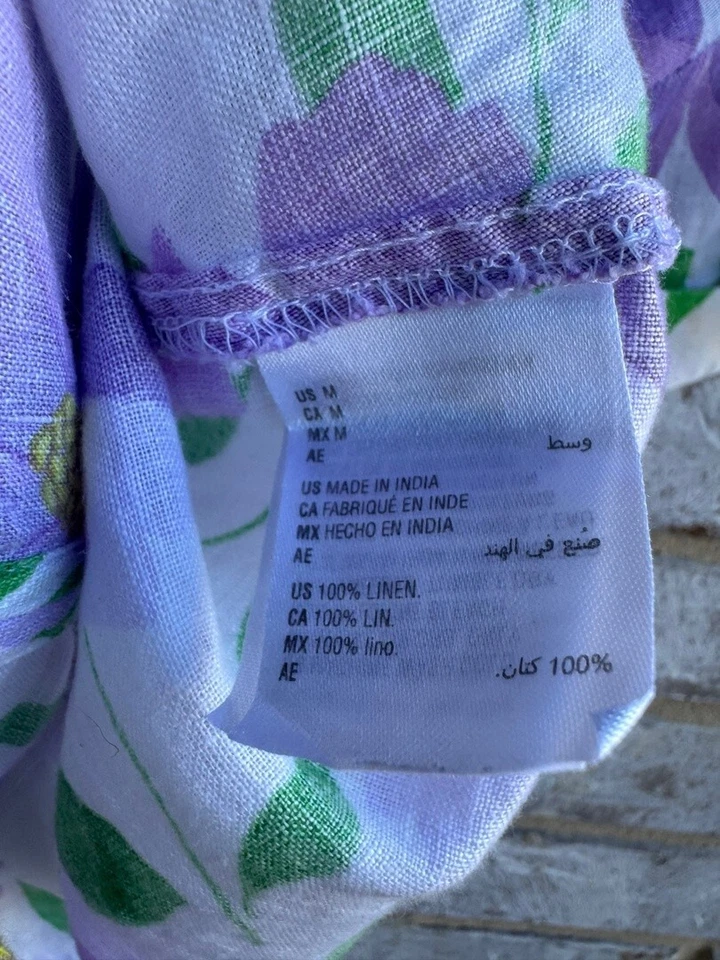 US M
CA M
MX M
AE وسط
US MADE IN INDIA
CA FABRIQUÉ EN INDE
MX HECHO EN INDIA
AE صُنع في الهند
US 100% LINEN.
CA 100% LIN.
MX 100% lino.
AE 100% كتان.